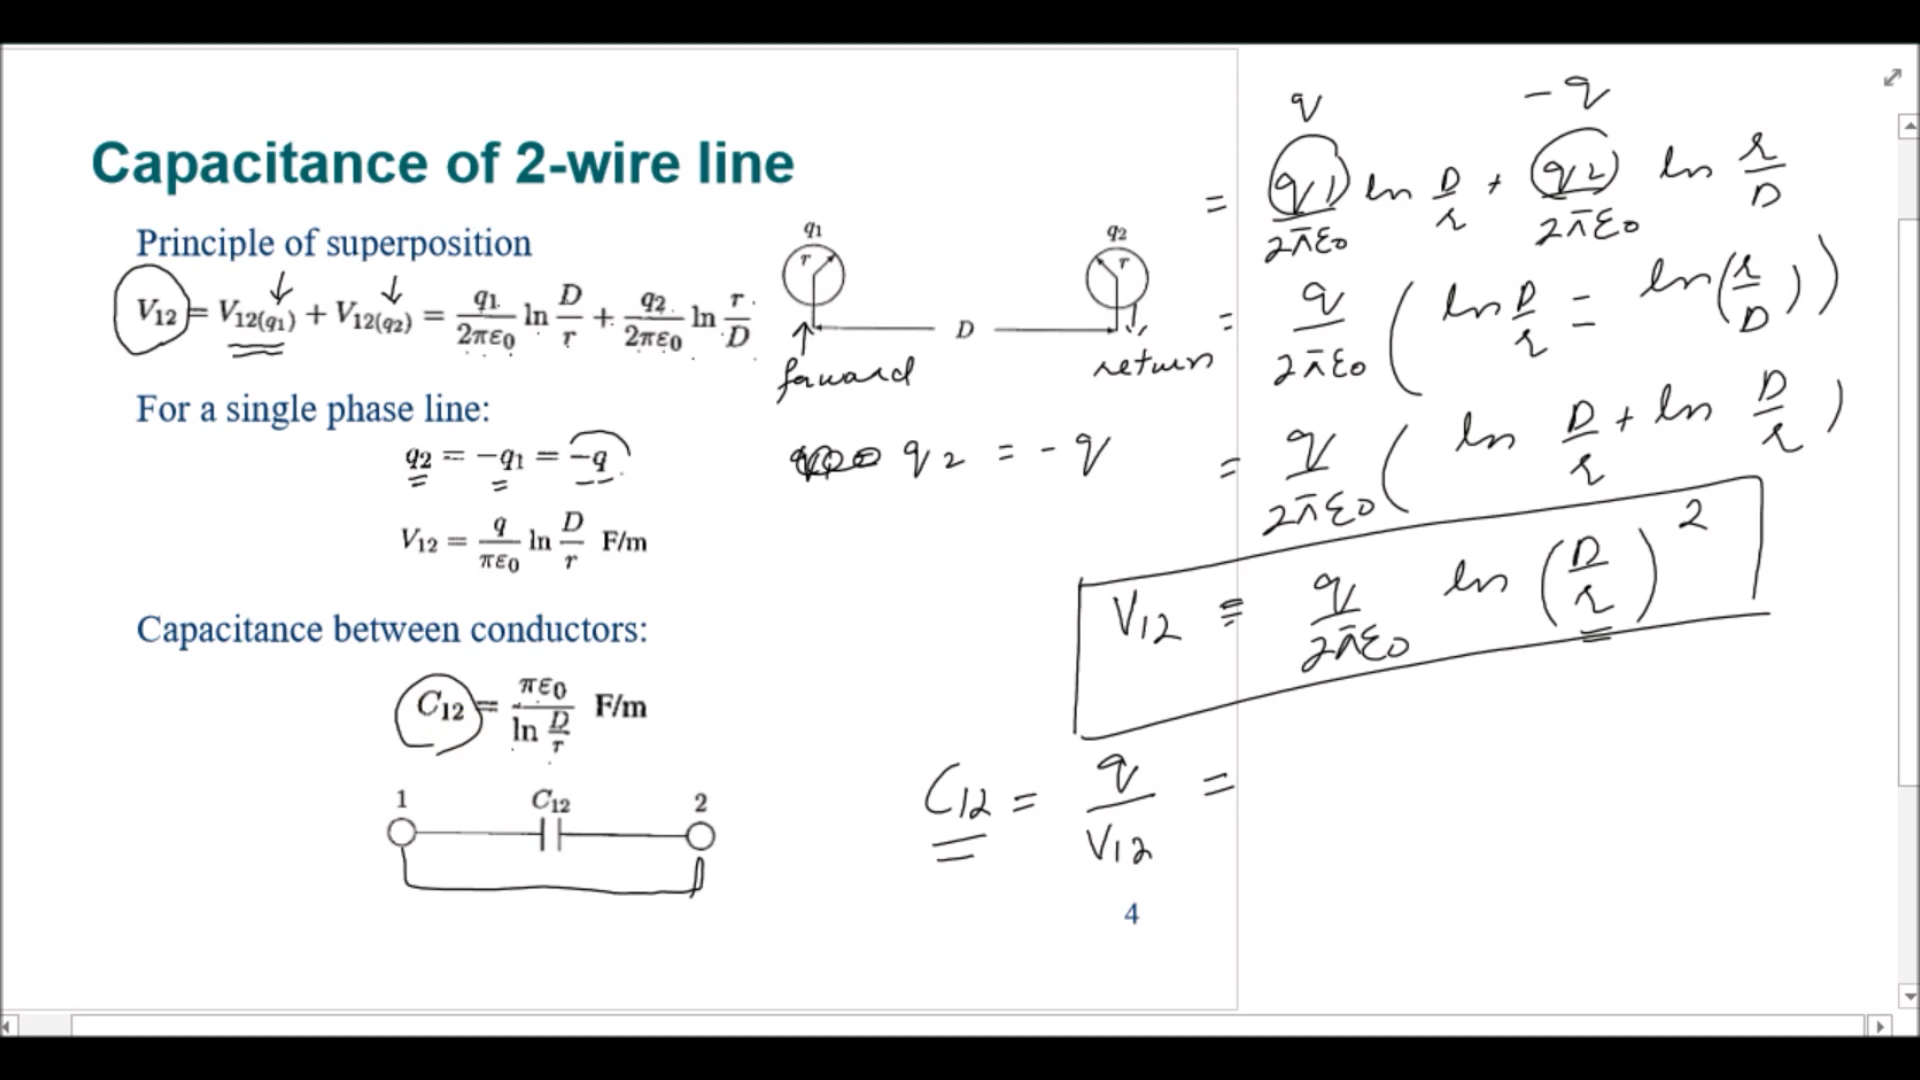 Capacitance of 2-wire line
Principle of superposition
V12 = V12(q1) + V12(q2) = q1/2πε0 ln D/r + q2/2πε0 ln r/D
q1 r
q2 r
D
forward
return
For a single phase line:
q2 = −q1 = −q
V12 = q/πε0 ln D/r F/m
q2 = -q
Capacitance between conductors:
C12 = πε0/ln D/r F/m
1 C12 2
q -q
= q1/2πε0 ln D/r + q2/2πε0 ln r/D
= q/2πε0 ( ln D/r - ln(r/D) )
= q/2πε0 ( ln D/r + ln D/r )
V12 = q/2πε0 ln (D/r)^2
C12 = q/V12 =
4